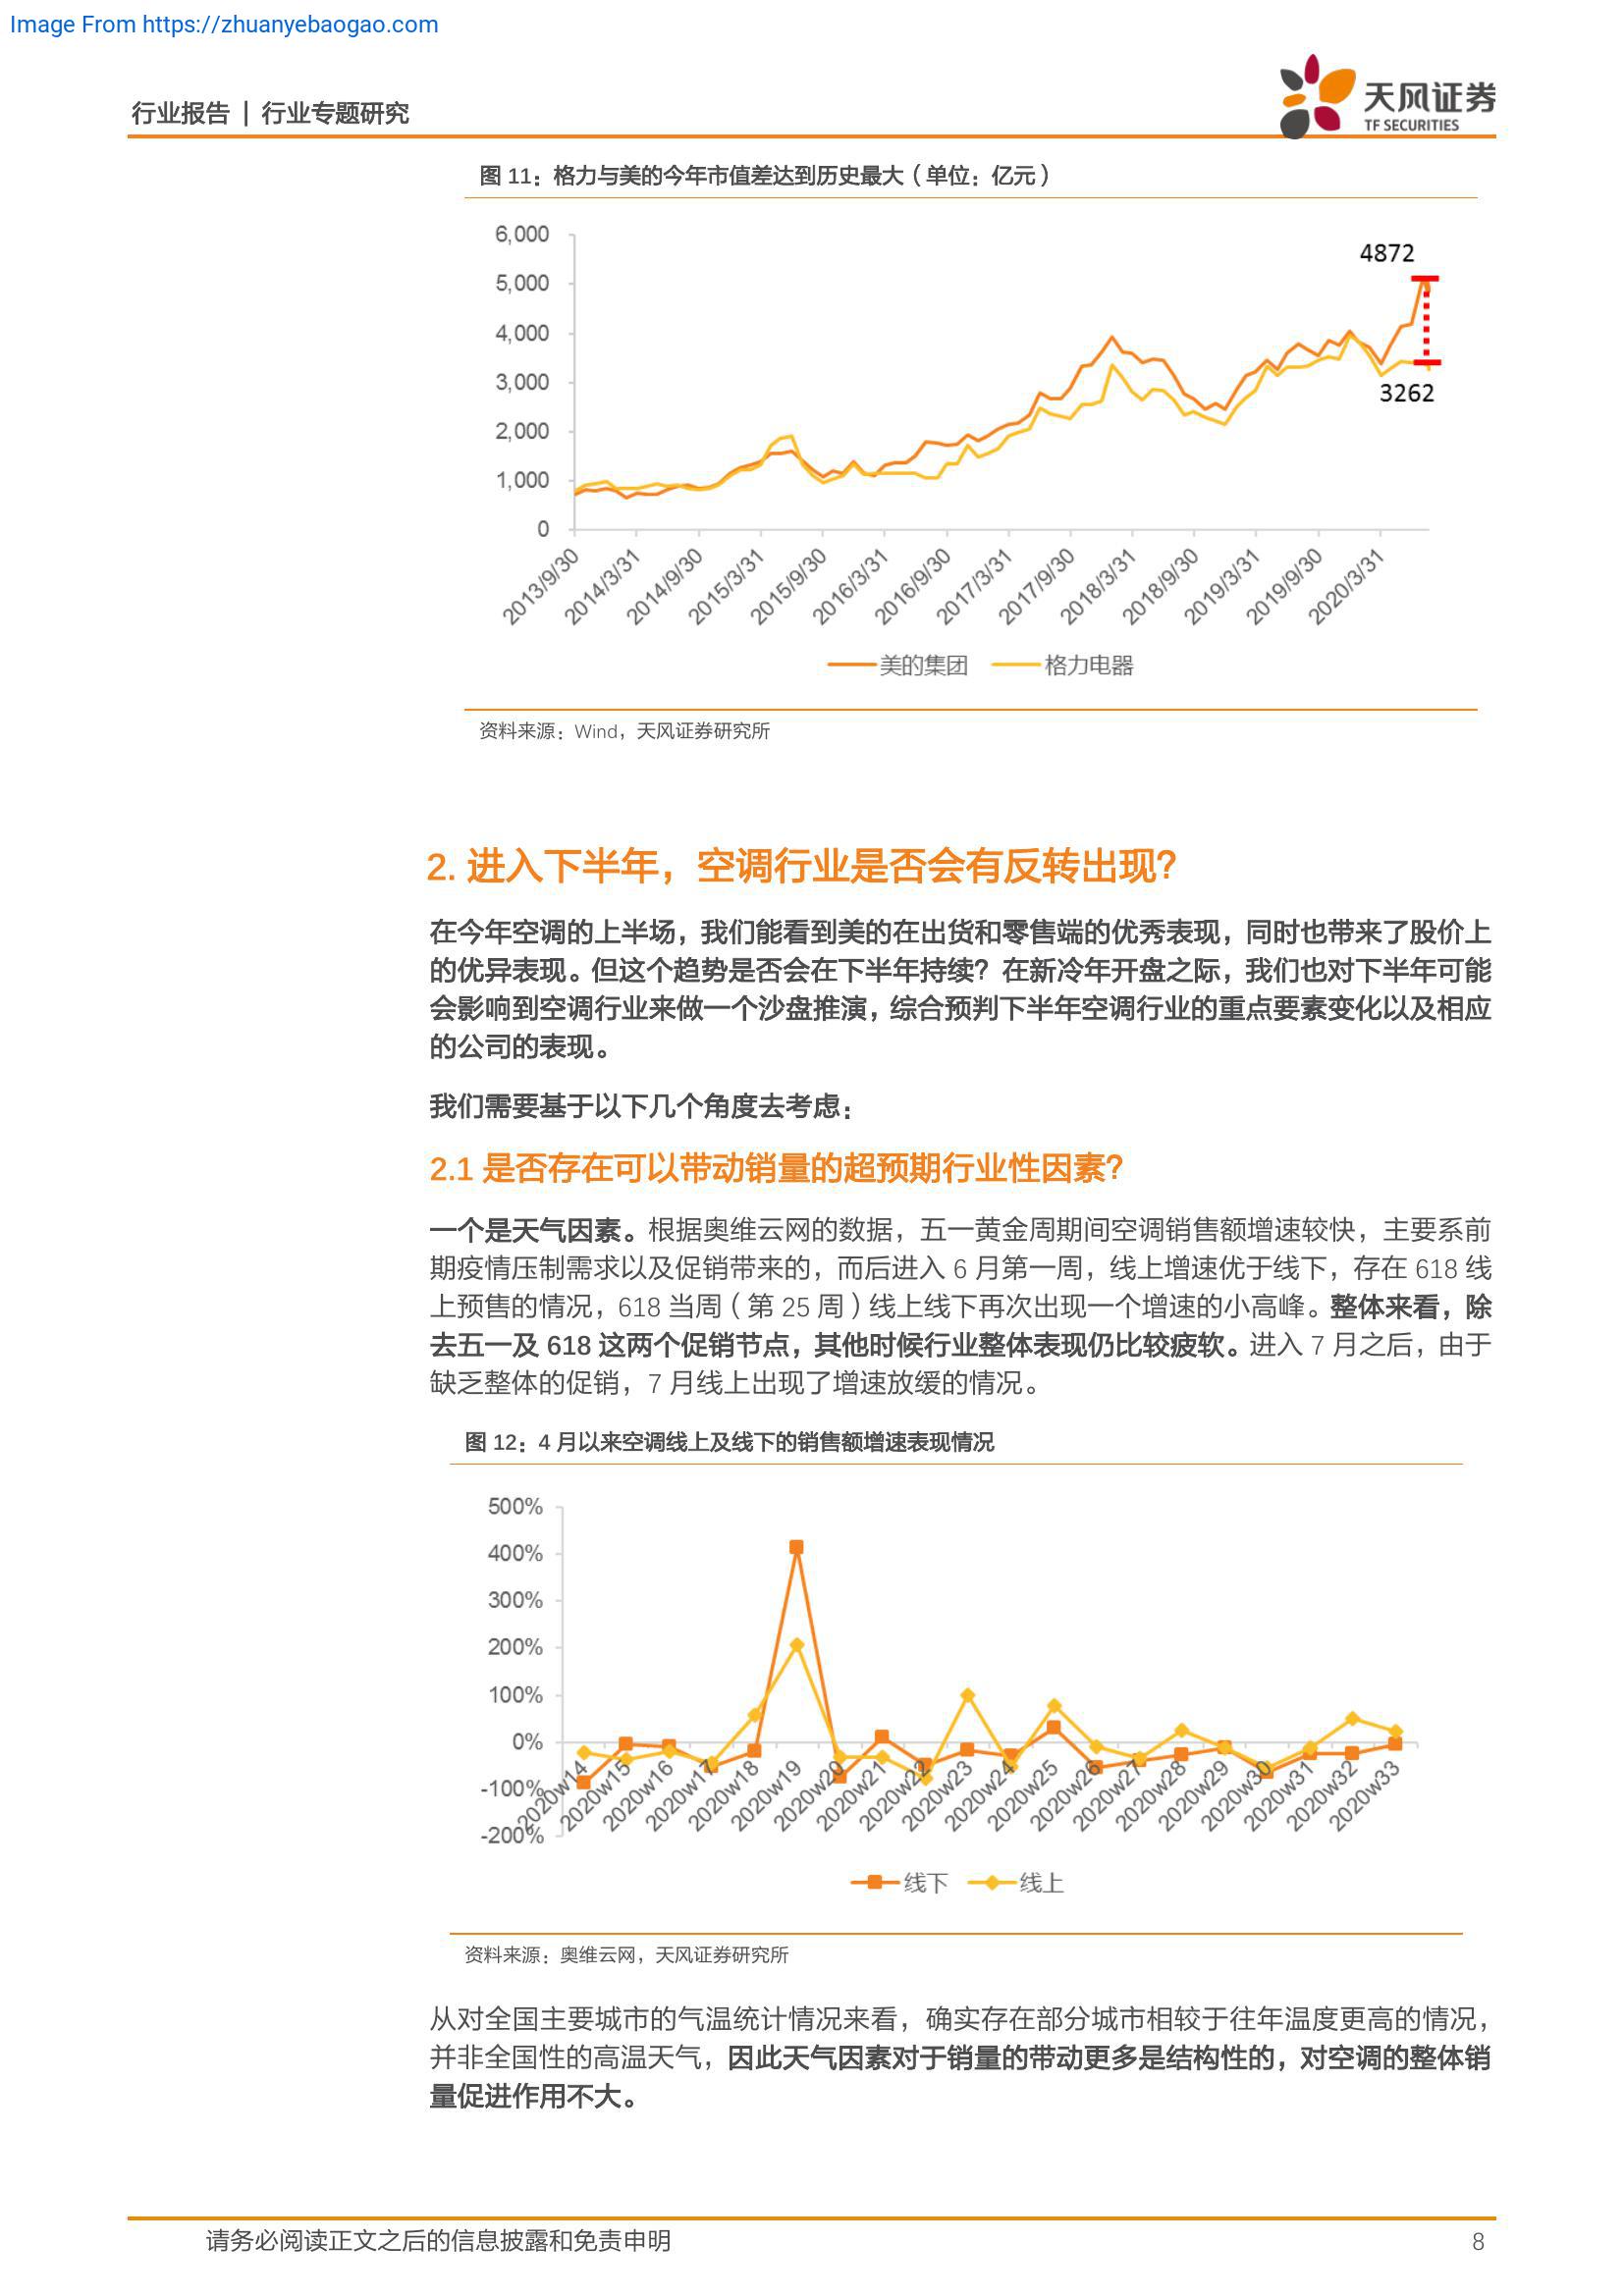 Image From https://zhuanyebaogao.com
行业报告 | 行业专题研究
天风证券
TF SECURITIES
图 11：格力与美的今年市值差达到历史最大（单位：亿元）
6,000
5,000
4,000
3,000
2,000
1,000
0
4872
3262
2013/9/30
2014/3/31
2014/9/30
2015/3/31
2015/9/30
2016/3/31
2016/9/30
2017/3/31
2017/9/30
2018/3/31
2018/9/30
2019/3/31
2019/9/30
2020/3/31
美的集团 格力电器
资料来源：Wind，天风证券研究所
2. 进入下半年，空调行业是否会有反转出现？
在今年空调的上半场，我们能看到美的在出货和零售端的优秀表现，同时也带来了股价上
的优异表现。但这个趋势是否会在下半年持续？在新冷年开盘之际，我们也对下半年可能
会影响到空调行业来做一个沙盘推演，综合预判下半年空调行业的重点要素变化以及相应
的公司的表现。
我们需要基于以下几个角度去考虑：
2.1 是否存在可以带动销量的超预期行业性因素？
一个是天气因素。根据奥维云网的数据，五一黄金周期间空调销售额增速较快，主要系前
期疫情压制需求以及促销带来的，而后进入 6 月第一周，线上增速优于线下，存在 618 线
上预售的情况，618 当周（第 25 周）线上线下再次出现一个增速的小高峰。整体来看，除
去五一及 618 这两个促销节点，其他时候行业整体表现仍比较疲软。进入 7 月之后，由于
缺乏整体的促销，7 月线上出现了增速放缓的情况。
图 12：4 月以来空调线上及线下的销售额增速表现情况
500%
400%
300%
200%
100%
0%
-100%
-200%
2020w14
2020w15
2020w16
2020w17
2020w18
2020w19
2020w20
2020w21
2020w22
2020w23
2020w24
2020w25
2020w26
2020w27
2020w28
2020w29
2020w30
2020w31
2020w32
2020w33
线下 线上
资料来源：奥维云网，天风证券研究所
从对全国主要城市的气温统计情况来看，确实存在部分城市相较于往年温度更高的情况，
并非全国性的高温天气，因此天气因素对于销量的带动更多是结构性的，对空调的整体销
量促进作用不大。
请务必阅读正文之后的信息披露和免责申明
8